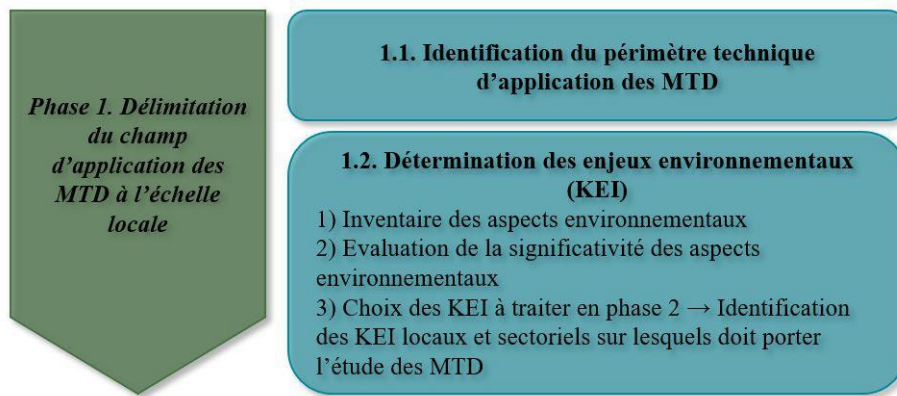 Phase 1. Délimitation
du champ
d'application des
MTD à l'échelle
locale
1.1. Identification du périmètre technique
d'application des MTD
1.2. Détermination des enjeux environnementaux
(KEI)
1) Inventaire des aspects environnementaux
2) Evaluation de la significativité des aspects
environnementaux
3) Choix des KEI à traiter en phase 2 → Identification
des KEI locaux et sectoriels sur lesquels doit porter
l'étude des MTD